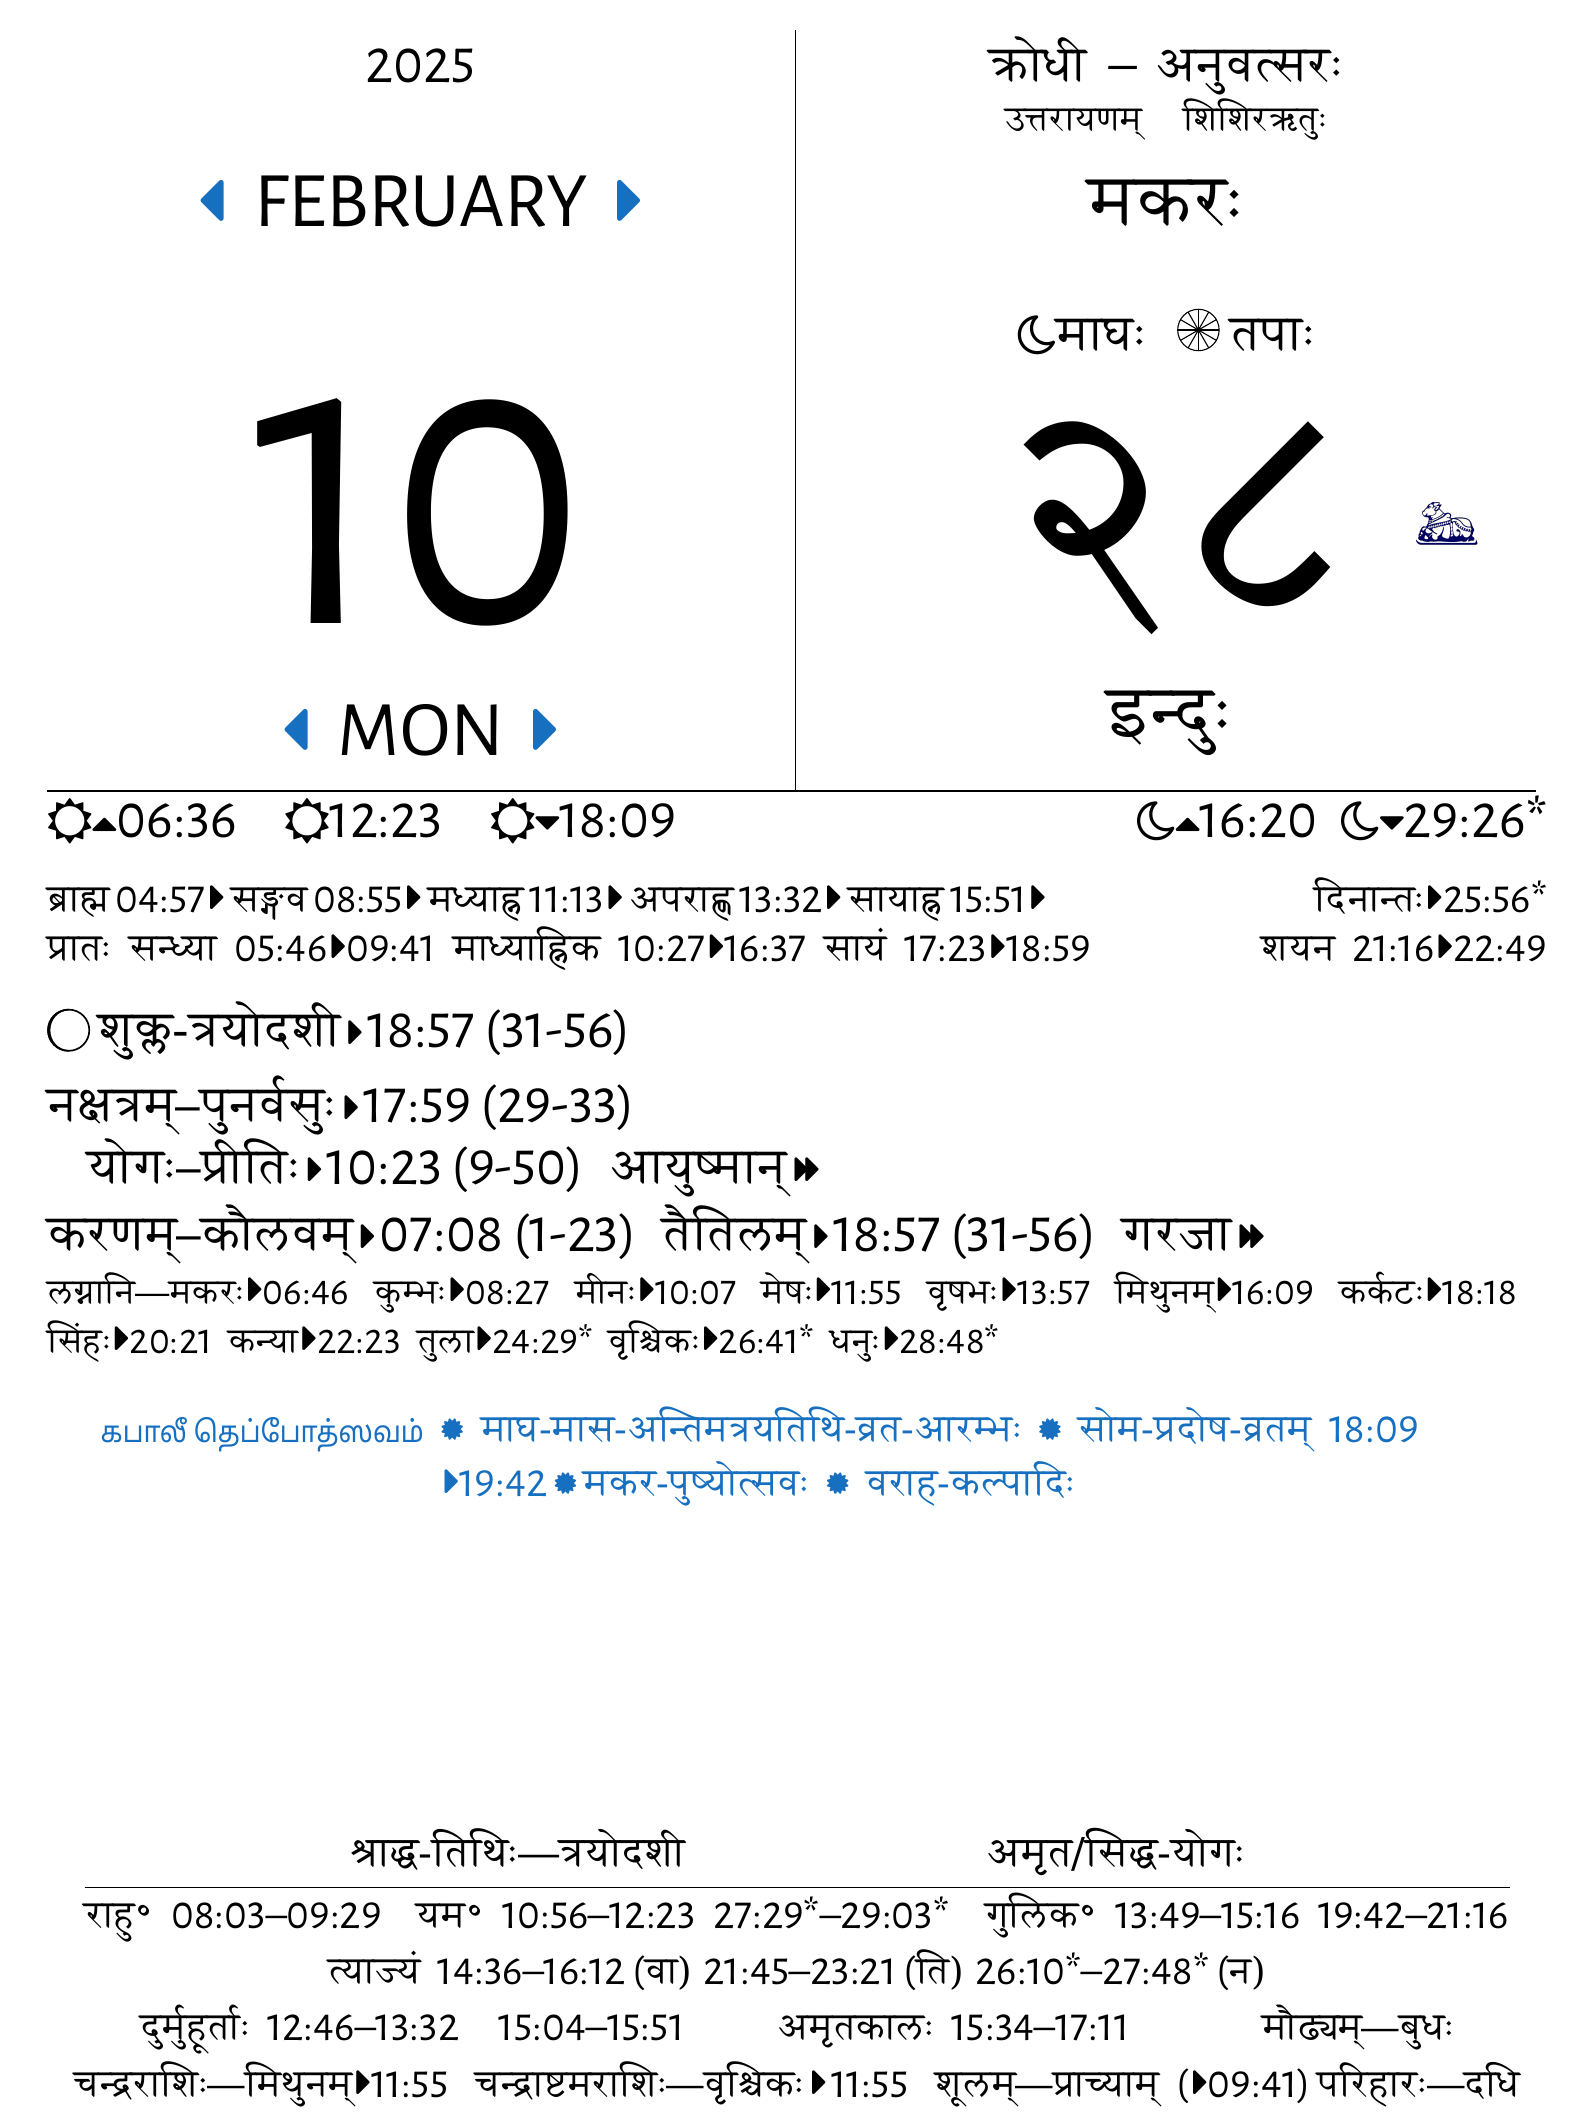 2025
FEBRUARY
10
MON
क्रोधी – अनुवत्सरः
उत्तरायणम् शिशिरऋतुः
मकरः
माघः तपाः
२८
इन्दुः
06:36 12:23 18:09 16:20 29:26*
ब्राह्म 04:57 सङ्गव 08:55 मध्याह्न 11:13 अपराह्ण 13:32 सायाह्न 15:51 दिनान्तः 25:56*
प्रातः सन्ध्या 05:46 09:41 माध्याह्निक 10:27 16:37 सायं 17:23 18:59 शयन 21:16 22:49
शुक्ल-त्रयोदशी 18:57 (31-56)
नक्षत्रम्–पुनर्वसुः 17:59 (29-33)
योगः–प्रीतिः 10:23 (9-50) आयुष्मान्
करणम्–कौलवम् 07:08 (1-23) तैतिलम् 18:57 (31-56) गरजा
लग्नानि—मकरः 06:46 कुम्भः 08:27 मीनः 10:07 मेषः 11:55 वृषभः 13:57 मिथुनम् 16:09 कर्कटः 18:18
सिंहः 20:21 कन्या 22:23 तुला 24:29* वृश्चिकः 26:41* धनुः 28:48*
கபாலீ தெப்போத்ஸவம் ✹ माघ-मास-अन्तिमत्रयतिथि-व्रत-आरम्भः ✹ सोम-प्रदोष-व्रतम् 18:09
19:42 ✹ मकर-पुष्योत्सवः ✹ वराह-कल्पादिः
श्राद्ध-तिथिः—त्रयोदशी अमृत/सिद्ध-योगः
राहु॰ 08:03–09:29 यम॰ 10:56–12:23 27:29*–29:03* गुलिक॰ 13:49–15:16 19:42–21:16
त्याज्यं 14:36–16:12 (वा) 21:45–23:21 (ति) 26:10*–27:48* (न)
दुर्मुहूर्ताः 12:46–13:32 15:04–15:51 अमृतकालः 15:34–17:11 मौढ्यम्—बुधः
चन्द्रराशिः—मिथुनम् 11:55 चन्द्राष्टमराशिः—वृश्चिकः 11:55 शूलम्—प्राच्याम् ( 09:41) परिहारः—दधि